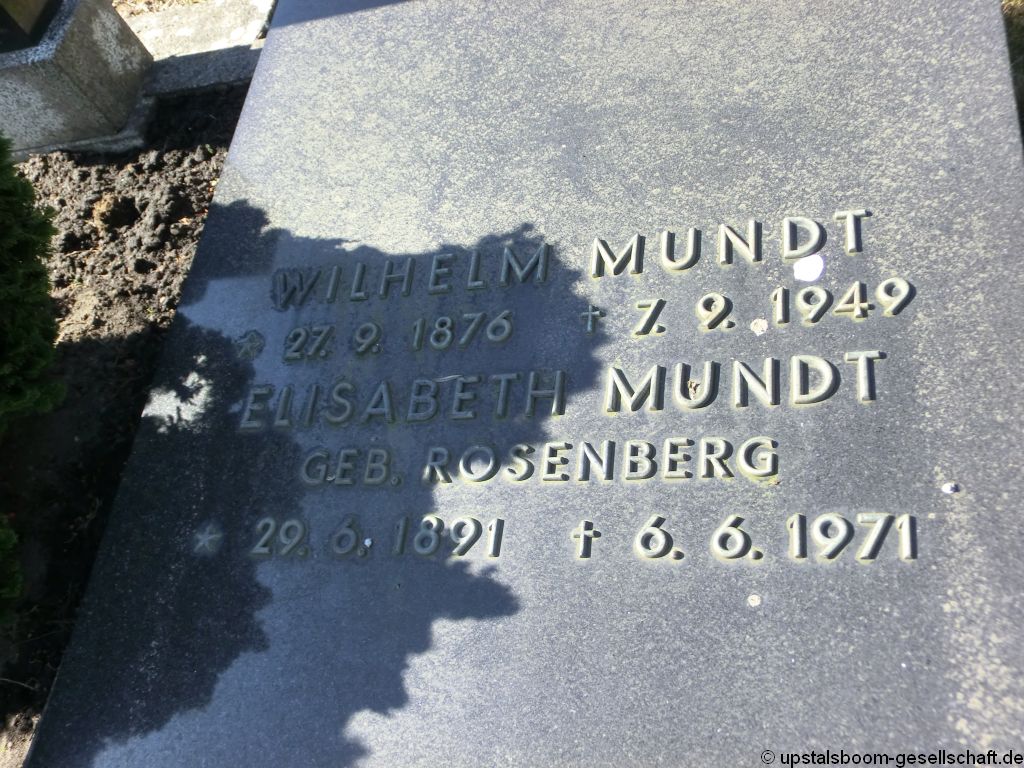 WILHELM MUNDT
* 27. 9. 1876 † 7. 9. 1949
ELISABETH MUNDT
GEB. ROSENBERG
* 29. 6. 1891 † 6. 6. 1971
© upstalsboom-gesellschaft.de